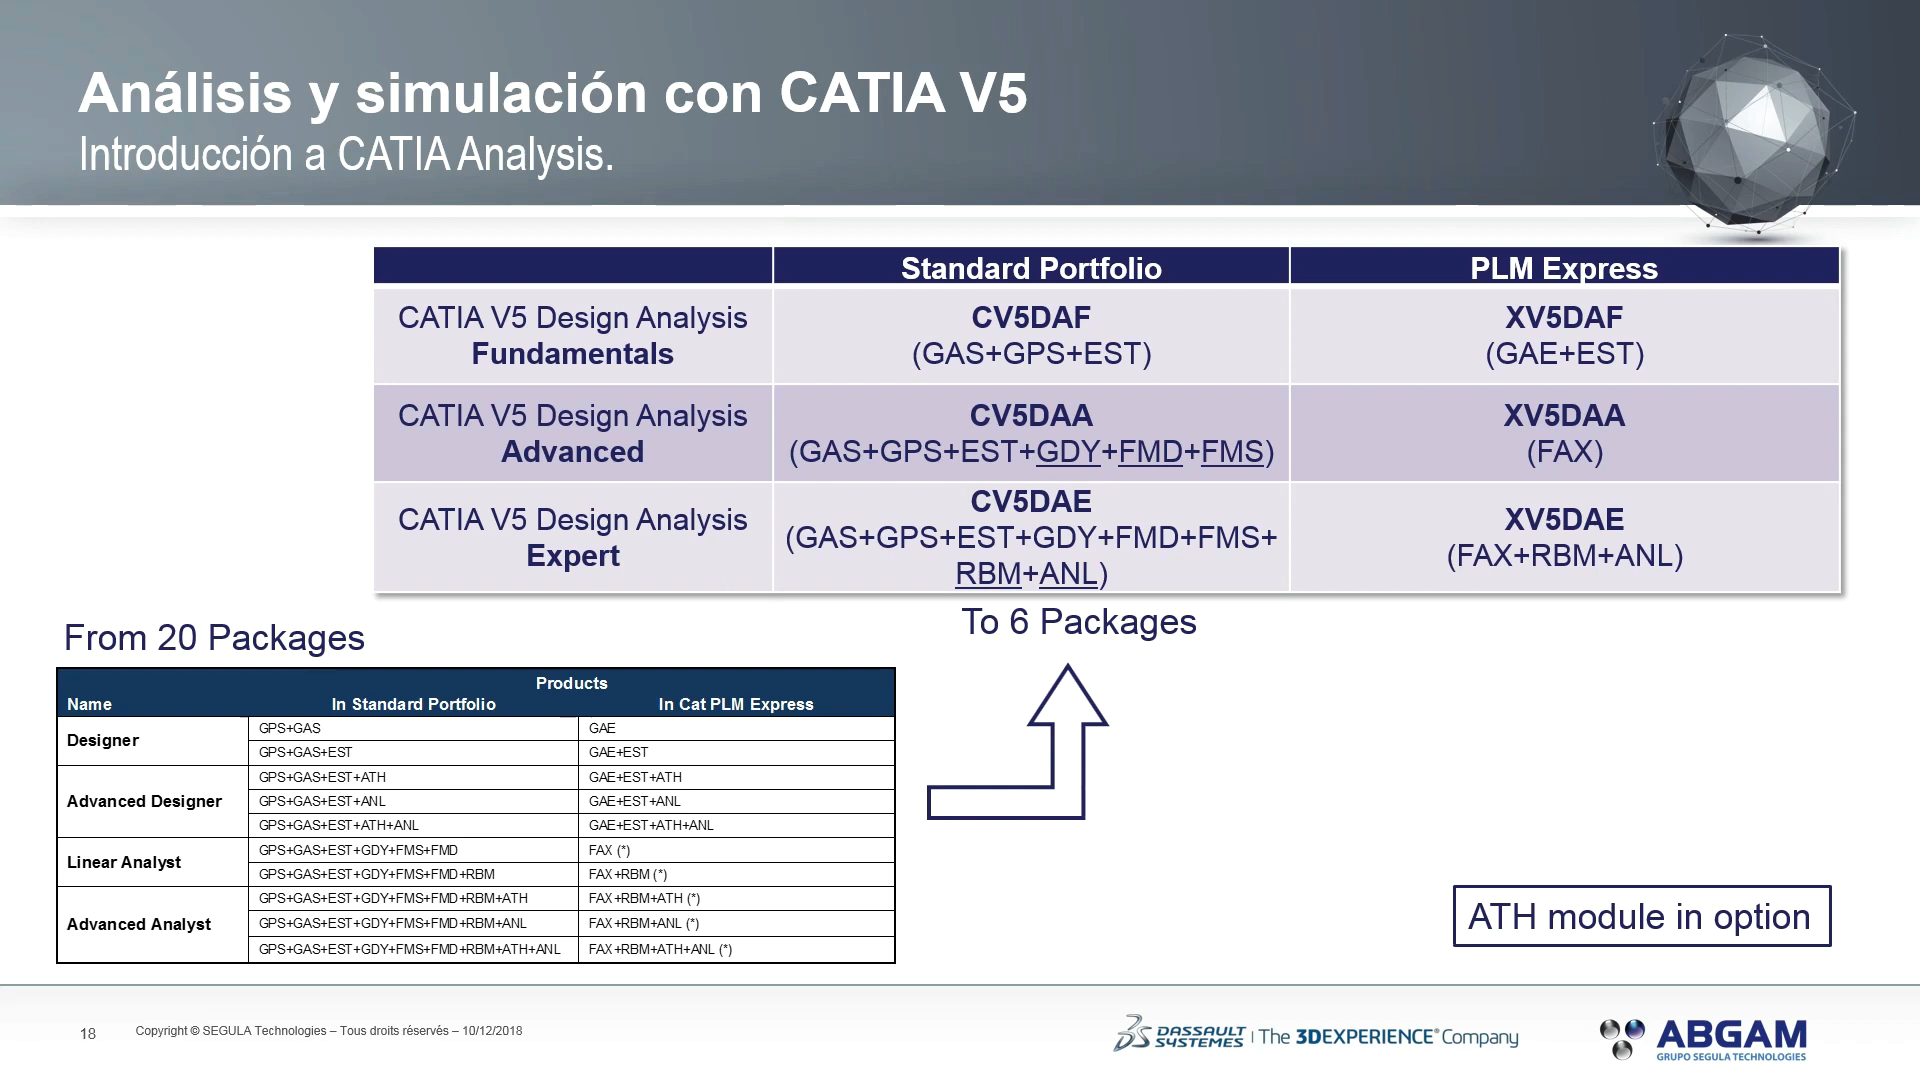 Análisis y simulación con CATIA V5
Introducción a CATIA Analysis.
Standard Portfolio PLM Express
CATIA V5 Design Analysis
Fundamentals
CV5DAF
(GAS+GPS+EST)
XV5DAF
(GAE+EST)
CATIA V5 Design Analysis
Advanced
CV5DAA
(GAS+GPS+EST+GDY+FMD+FMS)
XV5DAA
(FAX)
CATIA V5 Design Analysis
Expert
CV5DAE
(GAS+GPS+EST+GDY+FMD+FMS+
RBM+ANL)
XV5DAE
(FAX+RBM+ANL)
To 6 Packages
From 20 Packages
Products
Name In Standard Portfolio In Cat PLM Express
Designer
GPS+GAS GAE
GPS+GAS+EST GAE+EST
Advanced Designer
GPS+GAS+EST+ATH GAE+EST+ATH
GPS+GAS+EST+ANL GAE+EST+ANL
GPS+GAS+EST+ATH+ANL GAE+EST+ATH+ANL
Linear Analyst
GPS+GAS+EST+GDY+FMS+FMD FAX (*)
GPS+GAS+EST+GDY+FMS+FMD+RBM FAX+RBM (*)
Advanced Analyst
GPS+GAS+EST+GDY+FMS+FMD+RBM+ATH FAX+RBM+ATH (*)
GPS+GAS+EST+GDY+FMS+FMD+RBM+ANL FAX+RBM+ANL (*)
GPS+GAS+EST+GDY+FMS+FMD+RBM+ATH+ANL FAX+RBM+ATH+ANL (*)
ATH module in option
18 Copyright © SEGULA Technologies – Tous droits réservés – 10/12/2018
DASSAULT
SYSTEMES | The 3DEXPERIENCE® Company
ABGAM
GRUPO SEGULA TECHNOLOGIES